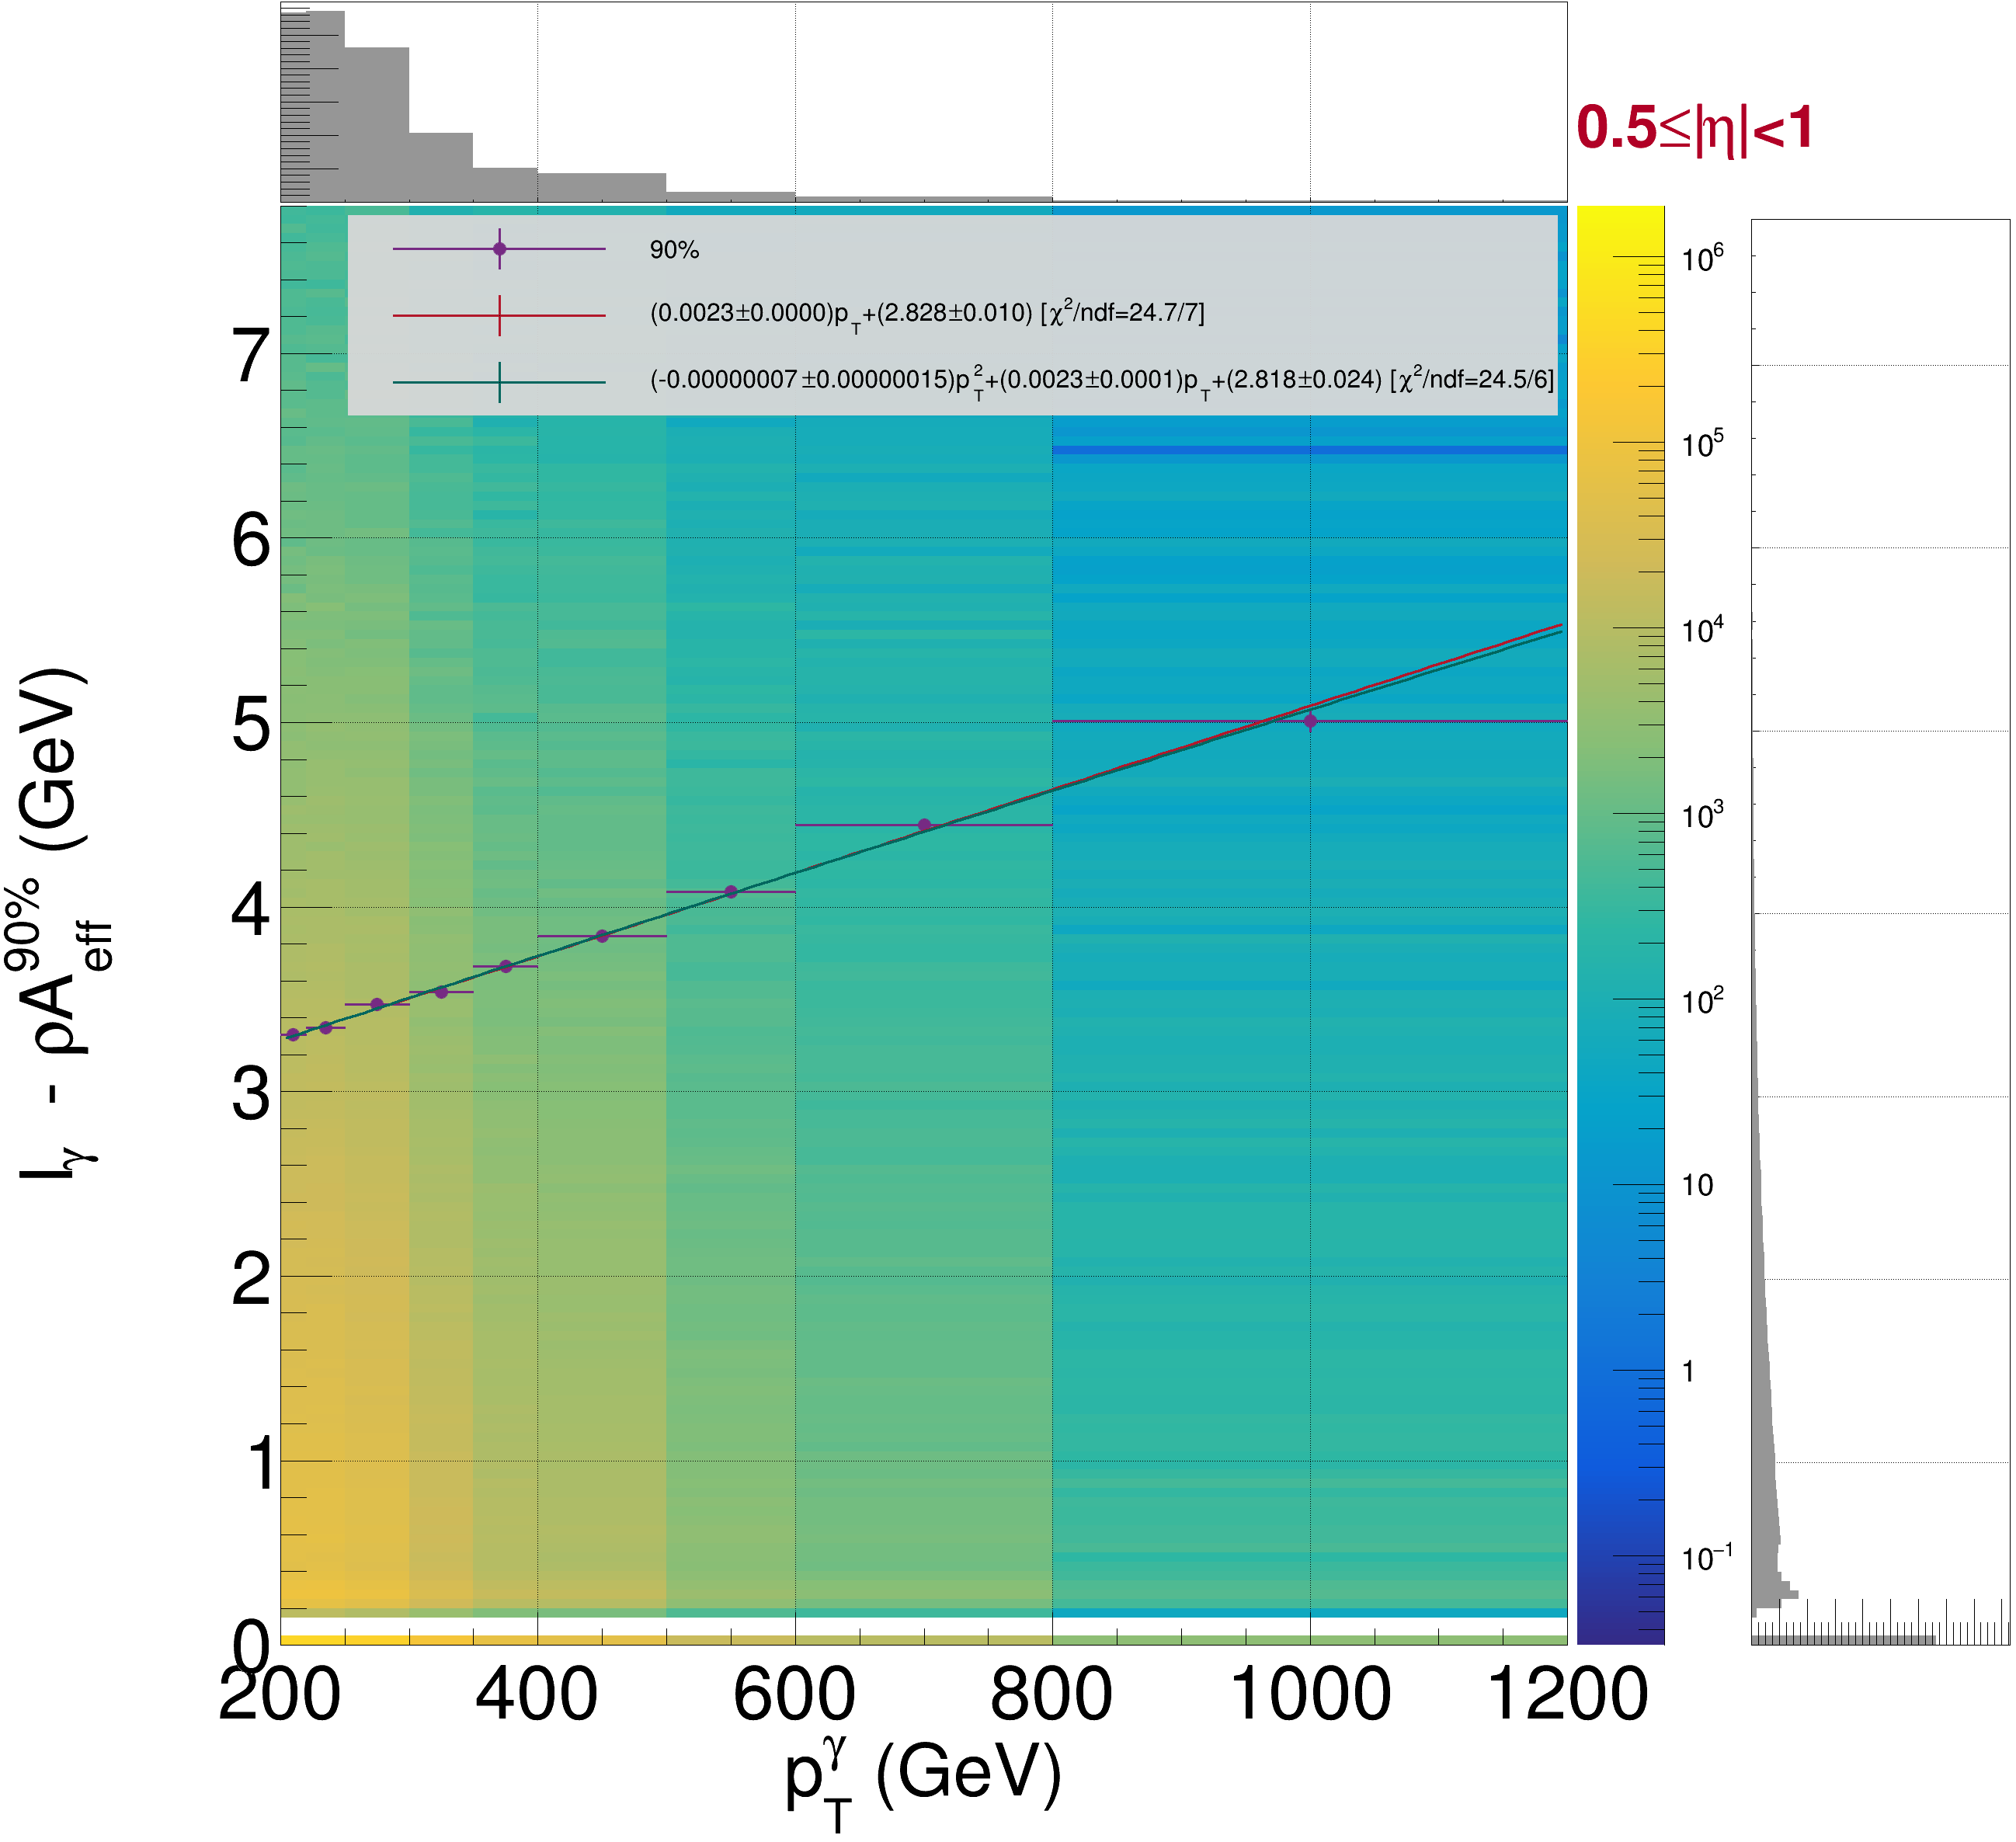 0.5≤|η|<1
90%
(0.0023±0.0000)p_T+(2.828±0.010) [χ²/ndf=24.7/7]
(-0.00000007±0.00000015)p_T²+(0.0023±0.0001)p_T+(2.818±0.024) [χ²/ndf=24.5/6]
I_γ - ρA_eff^90% (GeV)
7
6
5
4
3
2
1
0
200 400 600 800 1000 1200
p_T^γ (GeV)
10⁶
10⁵
10⁴
10³
10²
10
1
10⁻¹